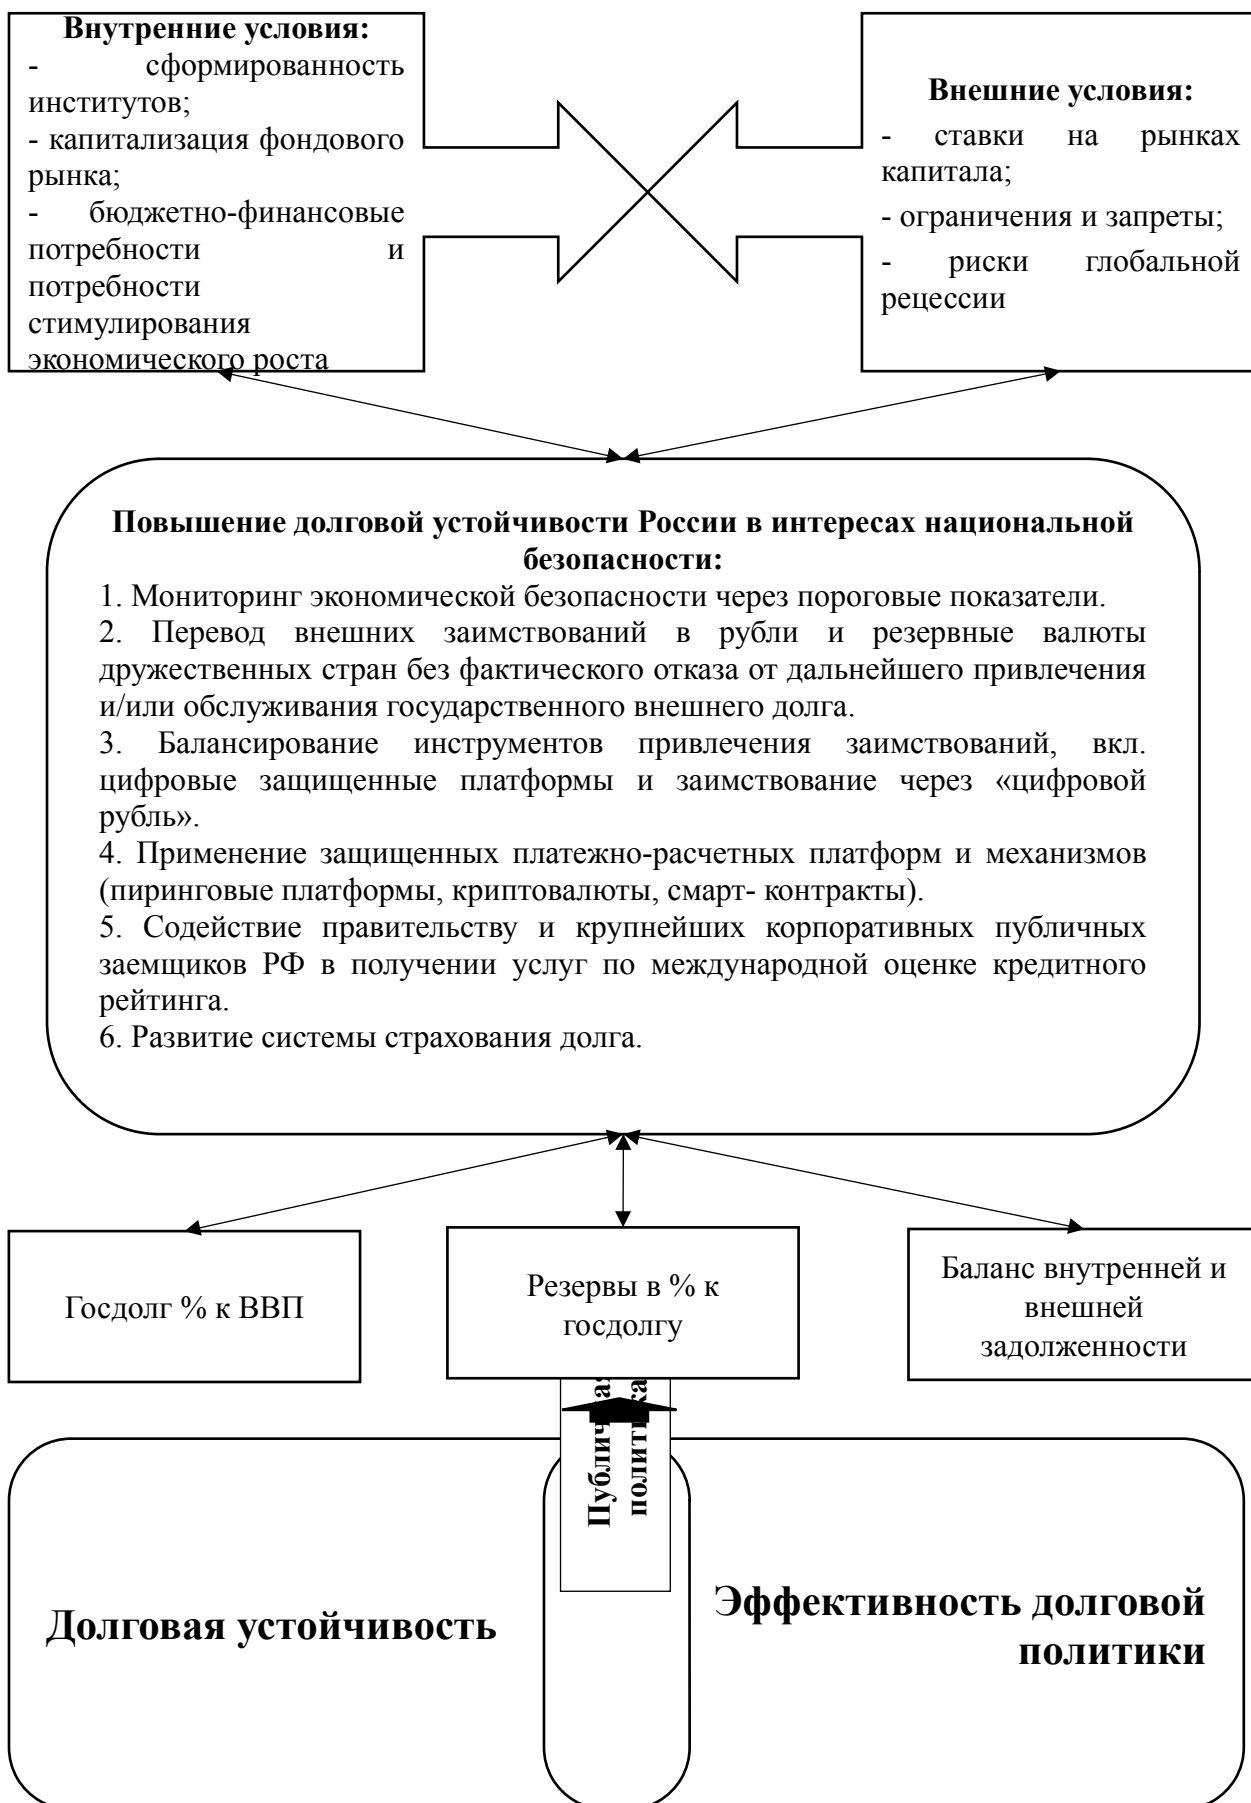 Внутренние условия:
- сформированность
институтов;
- капитализация фондового
рынка;
- бюджетно-финансовые
потребности и
потребности
стимулирования
экономического роста
Внешние условия:
- ставки на рынках
капитала;
- ограничения и запреты;
- риски глобальной
рецессии
Повышение долговой устойчивости России в интересах национальной
безопасности:
1. Мониторинг экономической безопасности через пороговые показатели.
2. Перевод внешних заимствований в рубли и резервные валюты
дружественных стран без фактического отказа от дальнейшего привлечения
и/или обслуживания государственного внешнего долга.
3. Балансирование инструментов привлечения заимствований, вкл.
цифровые защищенные платформы и заимствование через «цифровой
рубль».
4. Применение защищенных платежно-расчетных платформ и механизмов
(пиринговые платформы, криптовалюты, смарт- контракты).
5. Содействие правительству и крупнейших корпоративных публичных
заемщиков РФ в получении услуг по международной оценке кредитного
рейтинга.
6. Развитие системы страхования долга.
Госдолг % к ВВП
Резервы в % к
госдолгу
Баланс внутренней и
внешней
задолженности
Публичная
политика
Долговая устойчивость
Эффективность долговой
политики